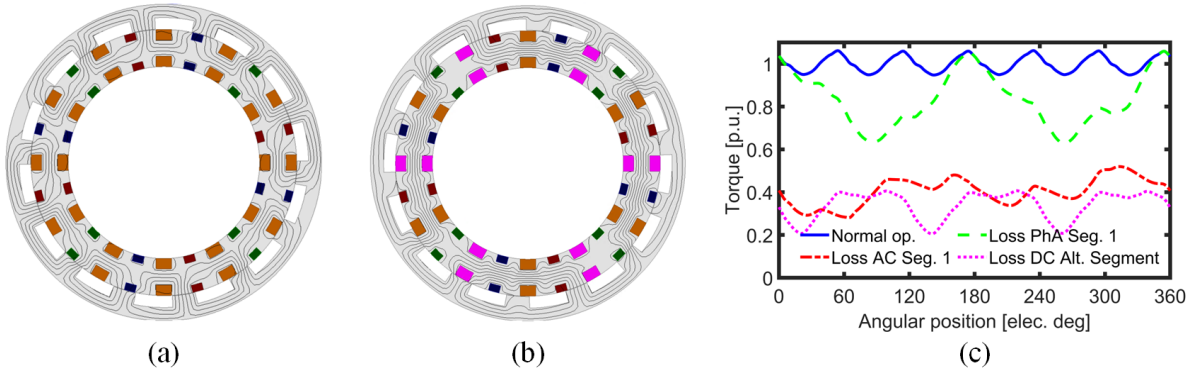 1
0.8
0.6
0.4
0.2
0
Torque [p.u.]
Normal op.
Loss PhA Seg. 1
Loss AC Seg. 1
Loss DC Alt. Segment
0 60 120 180 240 300 360
Angular position [elec. deg]
(a) (b) (c)